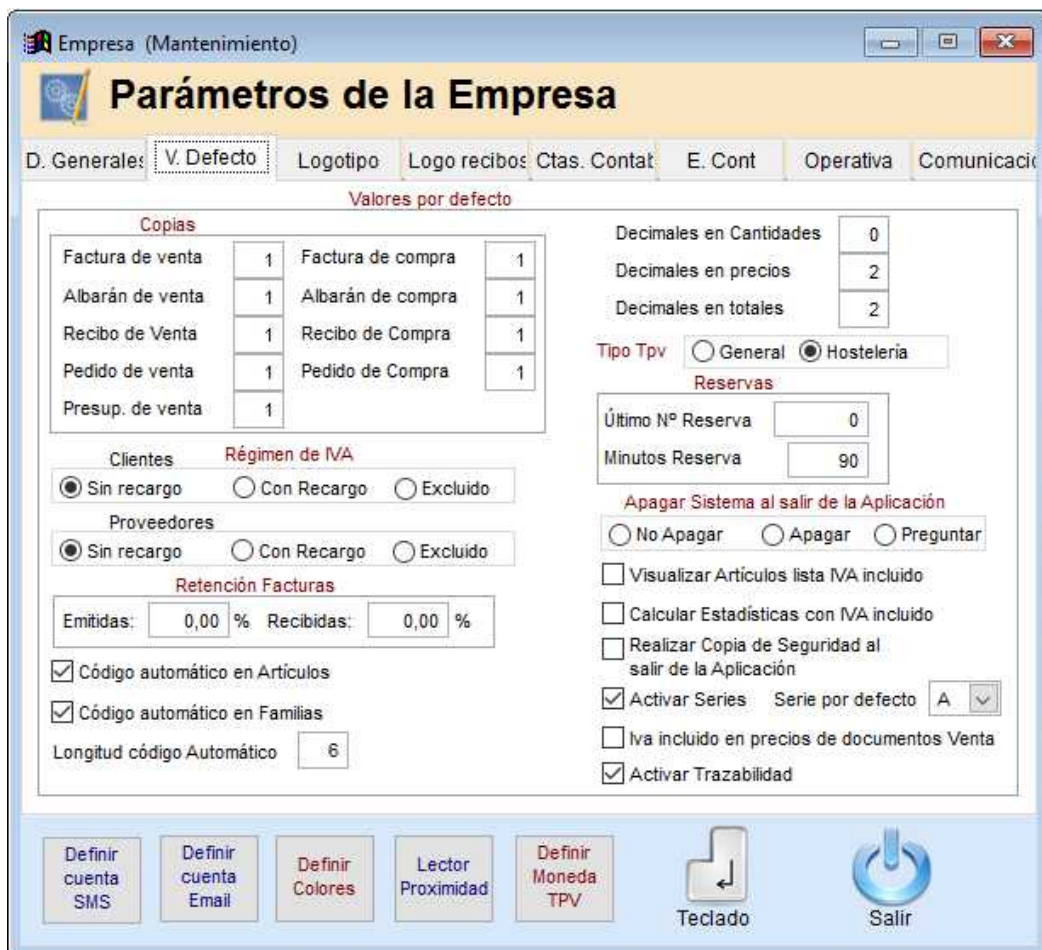 Empresa (Mantenimiento)
Parámetros de la Empresa
D. Generales V. Defecto Logotipo Logo recibos Ctas. Contab E. Cont Operativa Comunicacio
Valores por defecto
Copias
Factura de venta 1 Factura de compra 1
Albarán de venta 1 Albarán de compra 1
Recibo de Venta 1 Recibo de Compra 1
Pedido de venta 1 Pedido de Compra 1
Presup. de venta 1
Clientes Régimen de IVA
Sin recargo Con Recargo Excluido
Proveedores
Sin recargo Con Recargo Excluido
Retención Facturas
Emitidas: 0,00 % Recibidas: 0,00 %
Código automático en Artículos
Código automático en Familias
Longitud código Automático 6
Decimales en Cantidades 0
Decimales en precios 2
Decimales en totales 2
Tipo Tpv General Hostelería
Reservas
Último Nº Reserva 0
Minutos Reserva 90
Apagar Sistema al salir de la Aplicación
No Apagar Apagar Preguntar
Visualizar Artículos lista IVA incluido
Calcular Estadísticas con IVA incluido
Realizar Copia de Seguridad al
salir de la Aplicación
Activar Series Serie por defecto A
Iva incluido en precios de documentos Venta
Activar Trazabilidad
Definir
cuenta
SMS
Definir
cuenta
Email
Definir
Colores
Lector
Proximidad
Definir
Moneda
TPV
Teclado
Salir